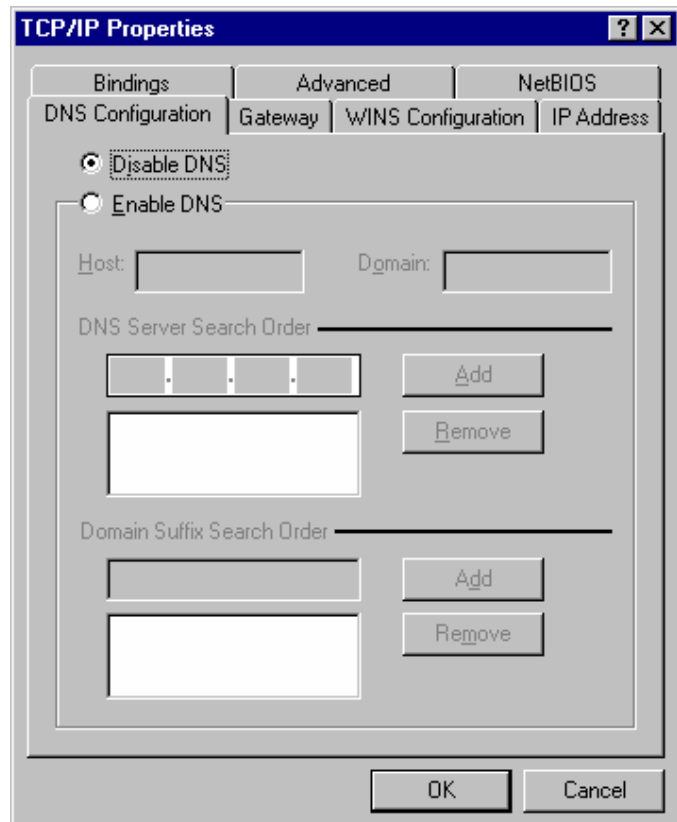 TCP/IP Properties
Bindings Advanced NetBIOS
DNS Configuration Gateway WINS Configuration IP Address
Disable DNS
Enable DNS
Host: Domain:
DNS Server Search Order
. . . Add
Remove
Domain Suffix Search Order
Add
Remove
OK Cancel